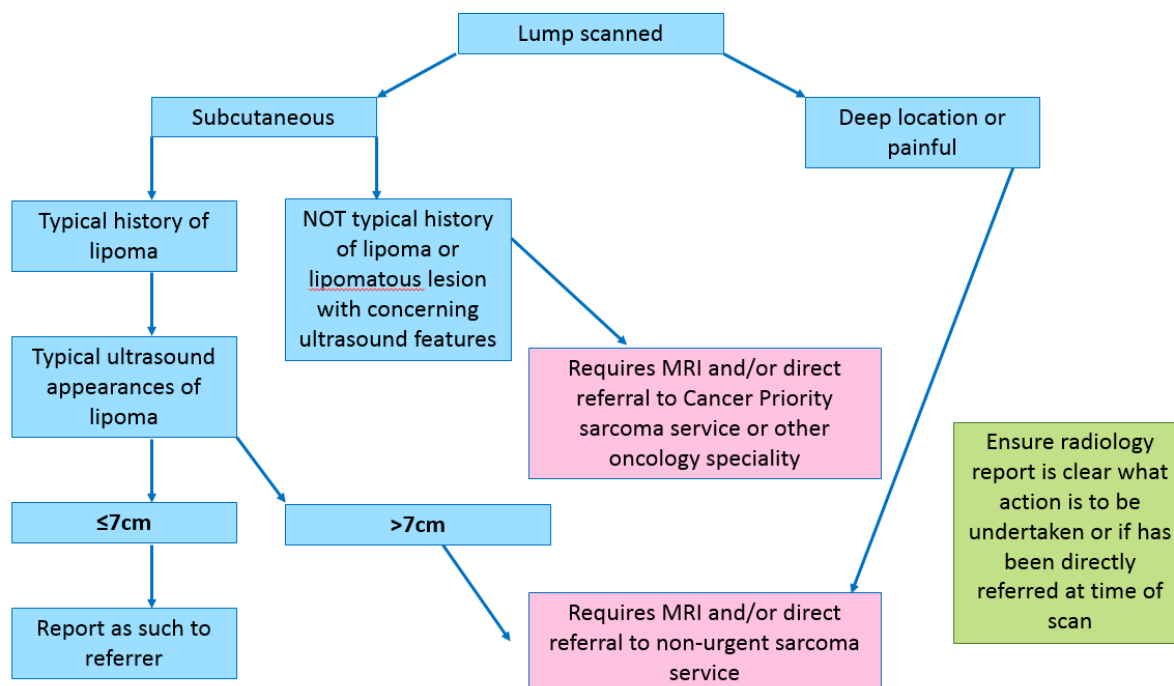 Lump scanned
Subcutaneous
Deep location or
painful
Typical history of
lipoma
NOT typical history
of lipoma or
lipomatous lesion
with concerning
ultrasound features
Typical ultrasound
appearances of
lipoma
Requires MRI and/or direct
referral to Cancer Priority
sarcoma service or other
oncology speciality
Ensure radiology
report is clear what
action is to be
undertaken or if has
been directly
referred at time of
scan
≤7cm
>7cm
Report as such to
referrer
Requires MRI and/or direct
referral to non-urgent sarcoma
service